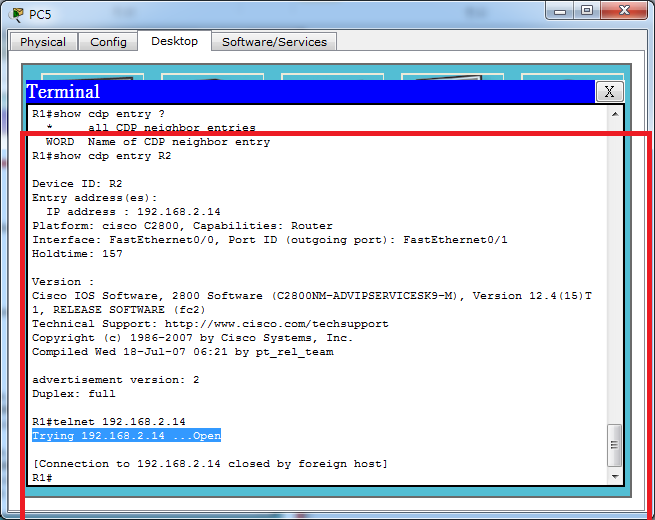 PC5
Physical Config Desktop Software/Services
Terminal X
R1#show cdp entry ?
* all CDP neighbor entries
WORD Name of CDP neighbor entry
R1#show cdp entry R2
Device ID: R2
Entry address(es):
IP address : 192.168.2.14
Platform: cisco C2800, Capabilities: Router
Interface: FastEthernet0/0, Port ID (outgoing port): FastEthernet0/1
Holdtime: 157
Version :
Cisco IOS Software, 2800 Software (C2800NM-ADVIPSERVICESK9-M), Version 12.4(15)T
1, RELEASE SOFTWARE (fc2)
Technical Support: http://www.cisco.com/techsupport
Copyright (c) 1986-2007 by Cisco Systems, Inc.
Compiled Wed 18-Jul-07 06:21 by pt_rel_team
advertisement version: 2
Duplex: full
R1#telnet 192.168.2.14
Trying 192.168.2.14 ...Open
[Connection to 192.168.2.14 closed by foreign host]
R1#